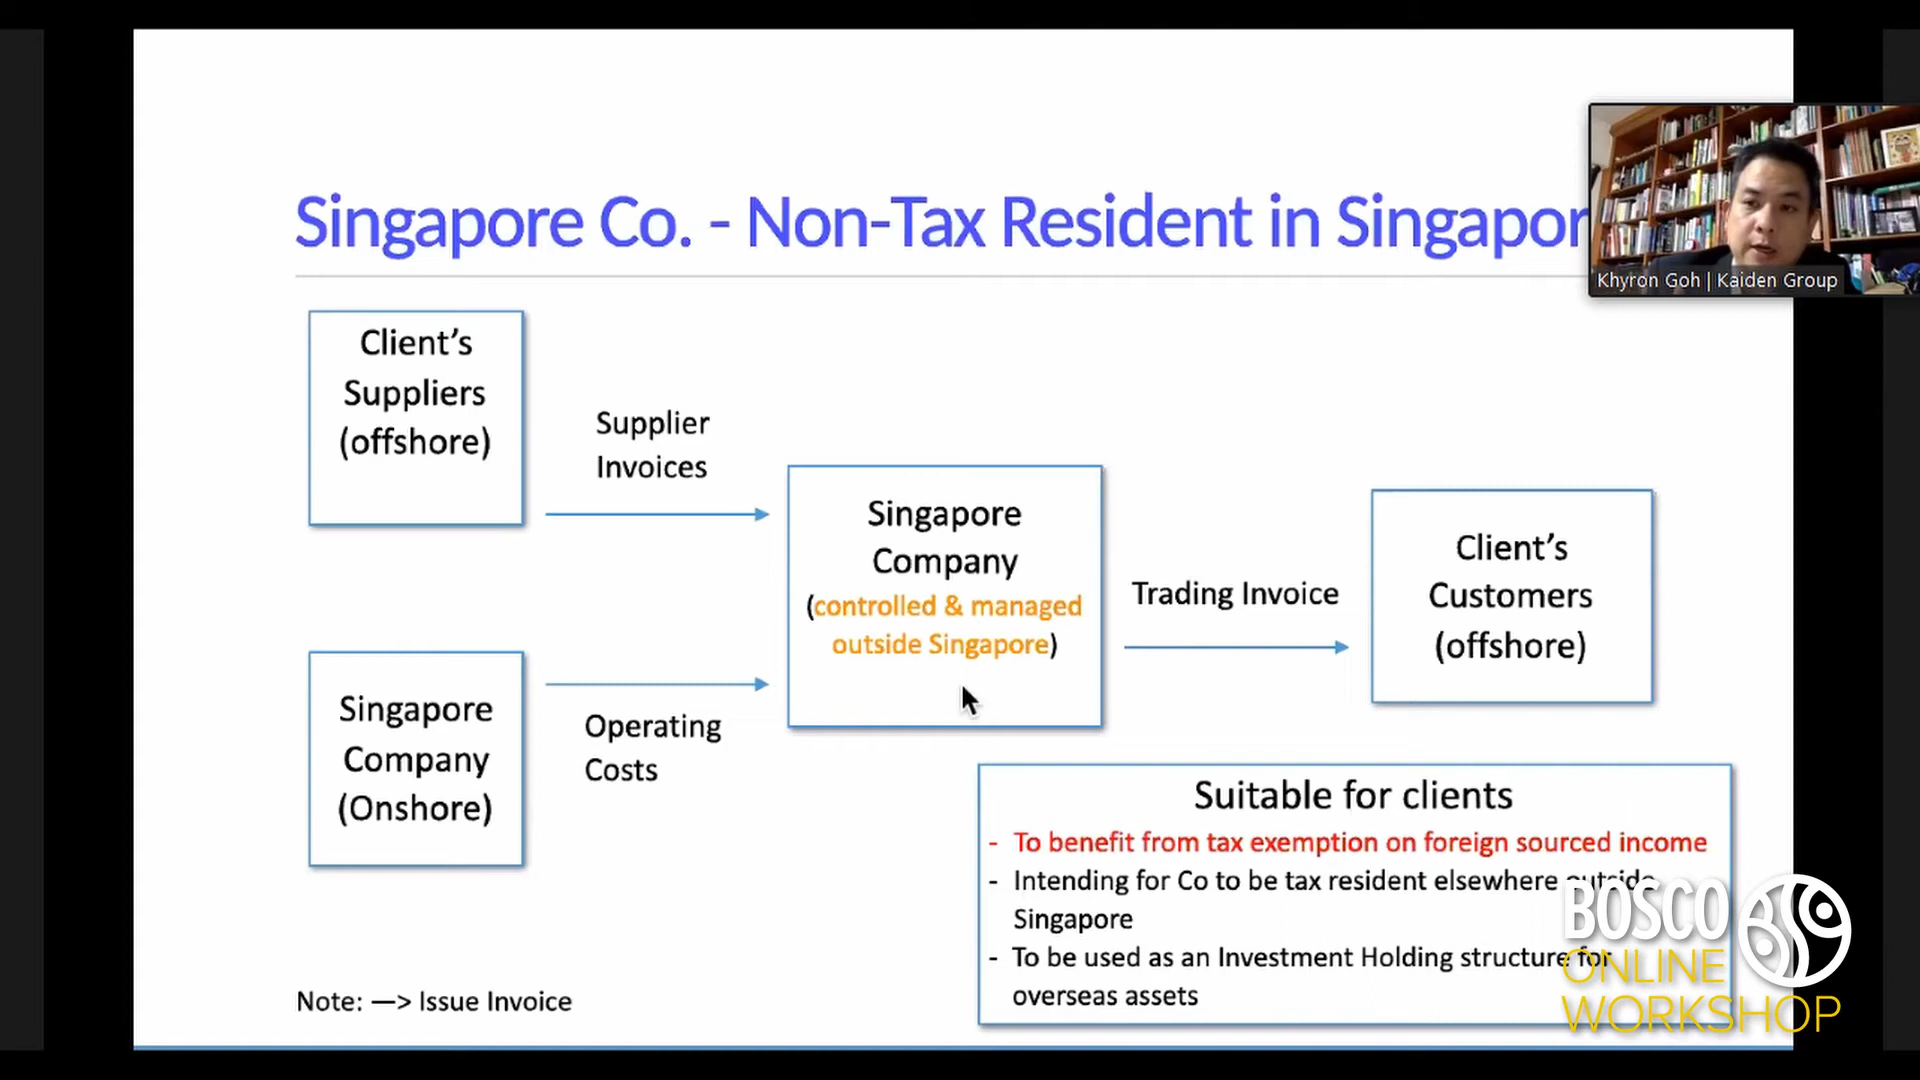 Singapore Co. - Non-Tax Resident in Singapor
Khyron Goh | Kaiden Group
Client’s
Suppliers
(offshore)
Supplier
Invoices
Singapore
Company
(controlled & managed
outside Singapore)
Trading Invoice
Client’s
Customers
(offshore)
Singapore
Company
(Onshore)
Operating
Costs
Suitable for clients
- To benefit from tax exemption on foreign sourced income
- Intending for Co to be tax resident elsewhere outside
Singapore
- To be used as an Investment Holding structure for
overseas assets
Note: —> Issue Invoice
BOSCO
ONLINE
WORKSHOP